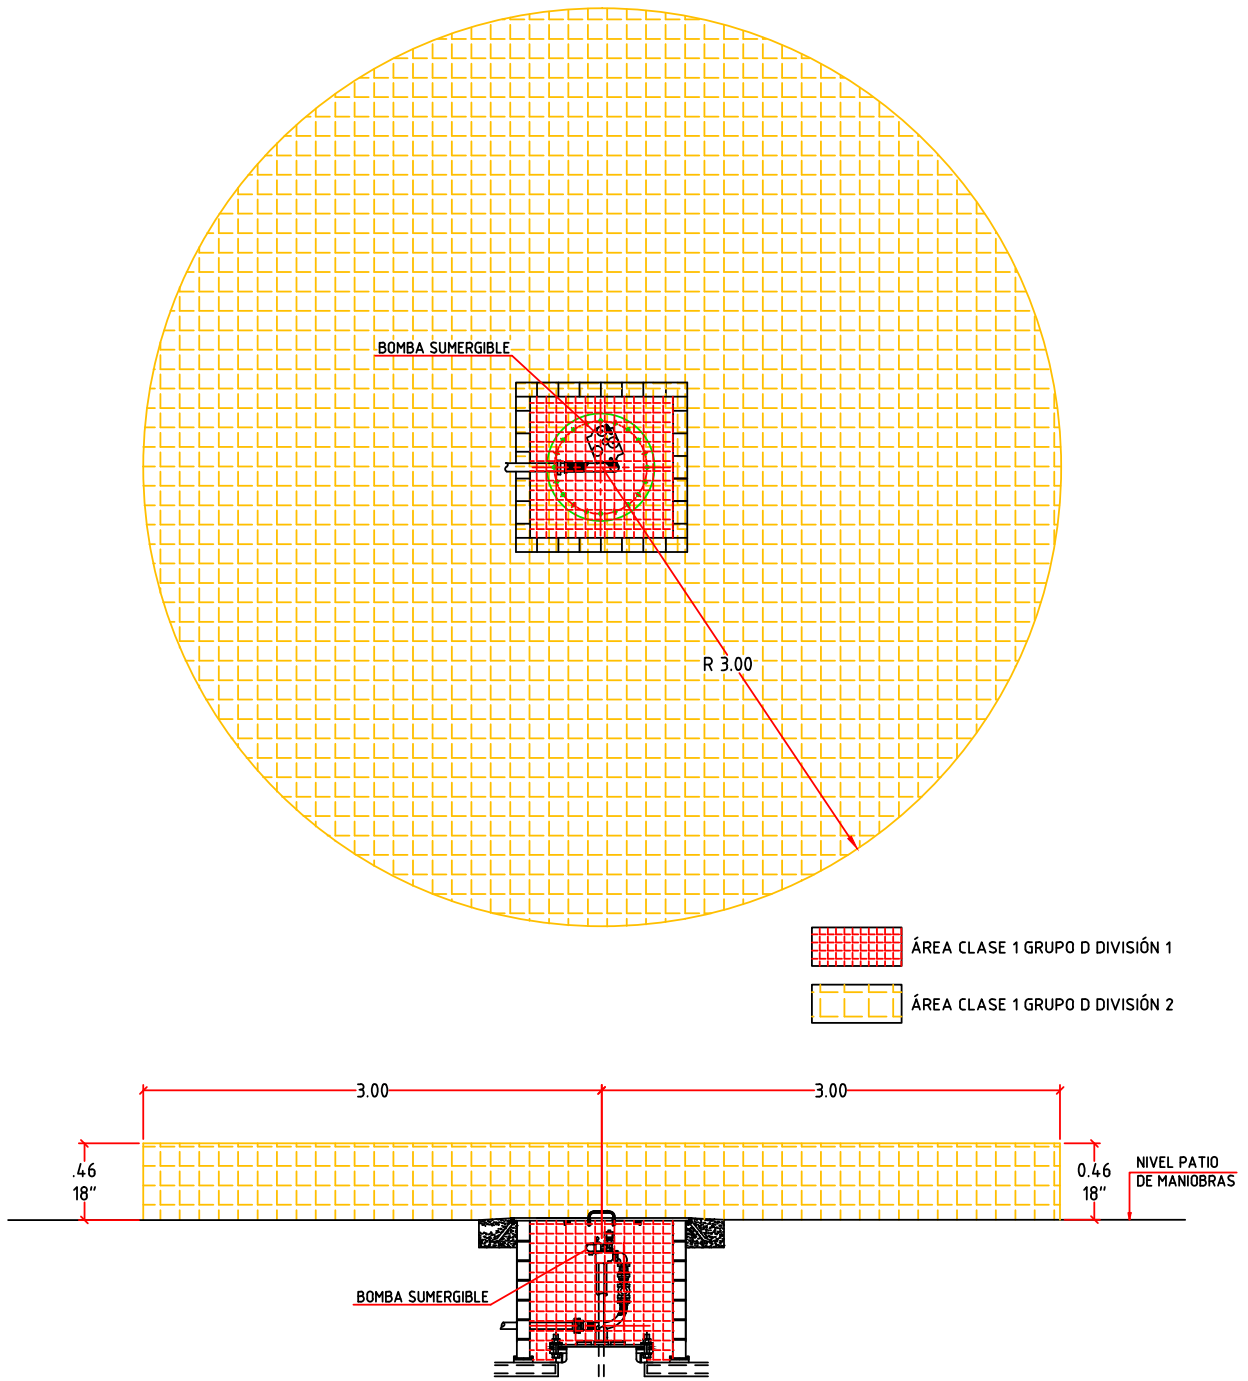 BOMBA SUMERGIBLE
R 3.00
ÁREA CLASE 1 GRUPO D DIVISIÓN 1
ÁREA CLASE 1 GRUPO D DIVISIÓN 2
3.00
3.00
.46
18"
0.46
18"
NIVEL PATIO
DE MANIOBRAS
BOMBA SUMERGIBLE